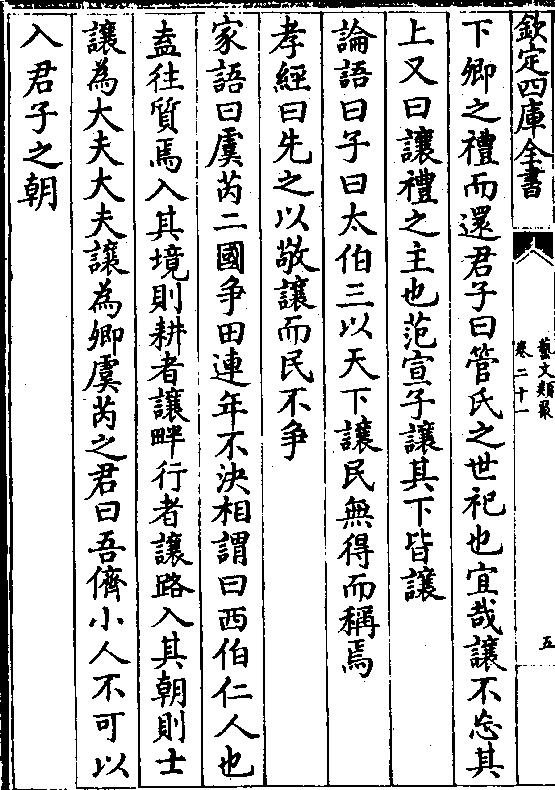 欽定四庫全書
藝文類聚
卷二十一
五
下卿之禮而還君子曰管氏之世祀也宜哉讓不忘其
上又曰讓禮之主也范宣子讓其下皆讓
論語曰子曰太伯三以天下讓民無得而稱焉
孝經曰先之以敬讓而民不争
家語曰虞芮二國争田連年不決相謂曰西伯仁人也
盍往質焉入其境則耕者讓畔行者讓路入其朝則士
讓為大夫大夫讓為卿虞芮之君曰吾儕小人不可以
入君子之朝